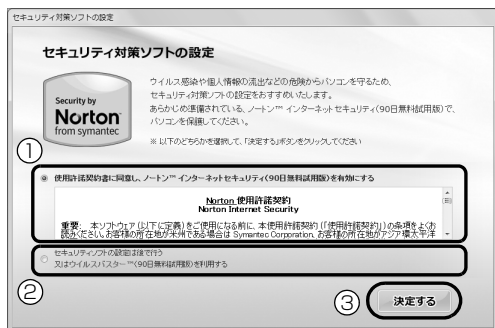 セキュリティ対策ソフトの設定
セキュリティ対策ソフトの設定
Security by
Norton™
from symantec
ウイルス感染や個人情報の流出などの危険からパソコンを守るため、
セキュリティ対策ソフトの設定をおすすめいたします。
あらかじめ準備されている、ノートン™ インターネットセキュリティ(90日無料試用版)で、
パソコンを保護してください。
※ 以下のどちらかを選択して、「決定する」ボタンをクリックしてください
①
使用許諾契約書に同意し、ノートン™ インターネットセキュリティ(90日無料試用版)を有効にする
Norton 使用許諾契約
Norton Internet Security
重要: 本ソフトウェア(以下に定義)をご使用になる前に、本使用許諾契約(「使用許諾契約」)の条項をよくお
読みください。お客様の所在地が米州である場合は Symantec Corporation、お客様の所在地がアジア環太平洋
セキュリティソフトの設定は後で行う
又はウイルスバスター™(90日無料試用版)を利用する
②
③
決定する